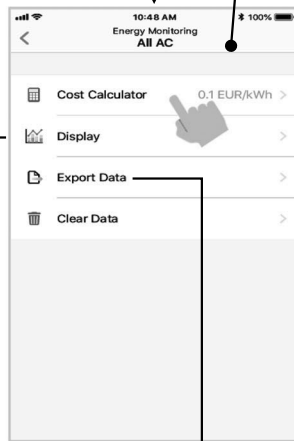 10:48 AM
100%
Energy Monitoring
All AC
Cost Calculator 0.1 EUR/kWh >
Display >
Export Data >
Clear Data >